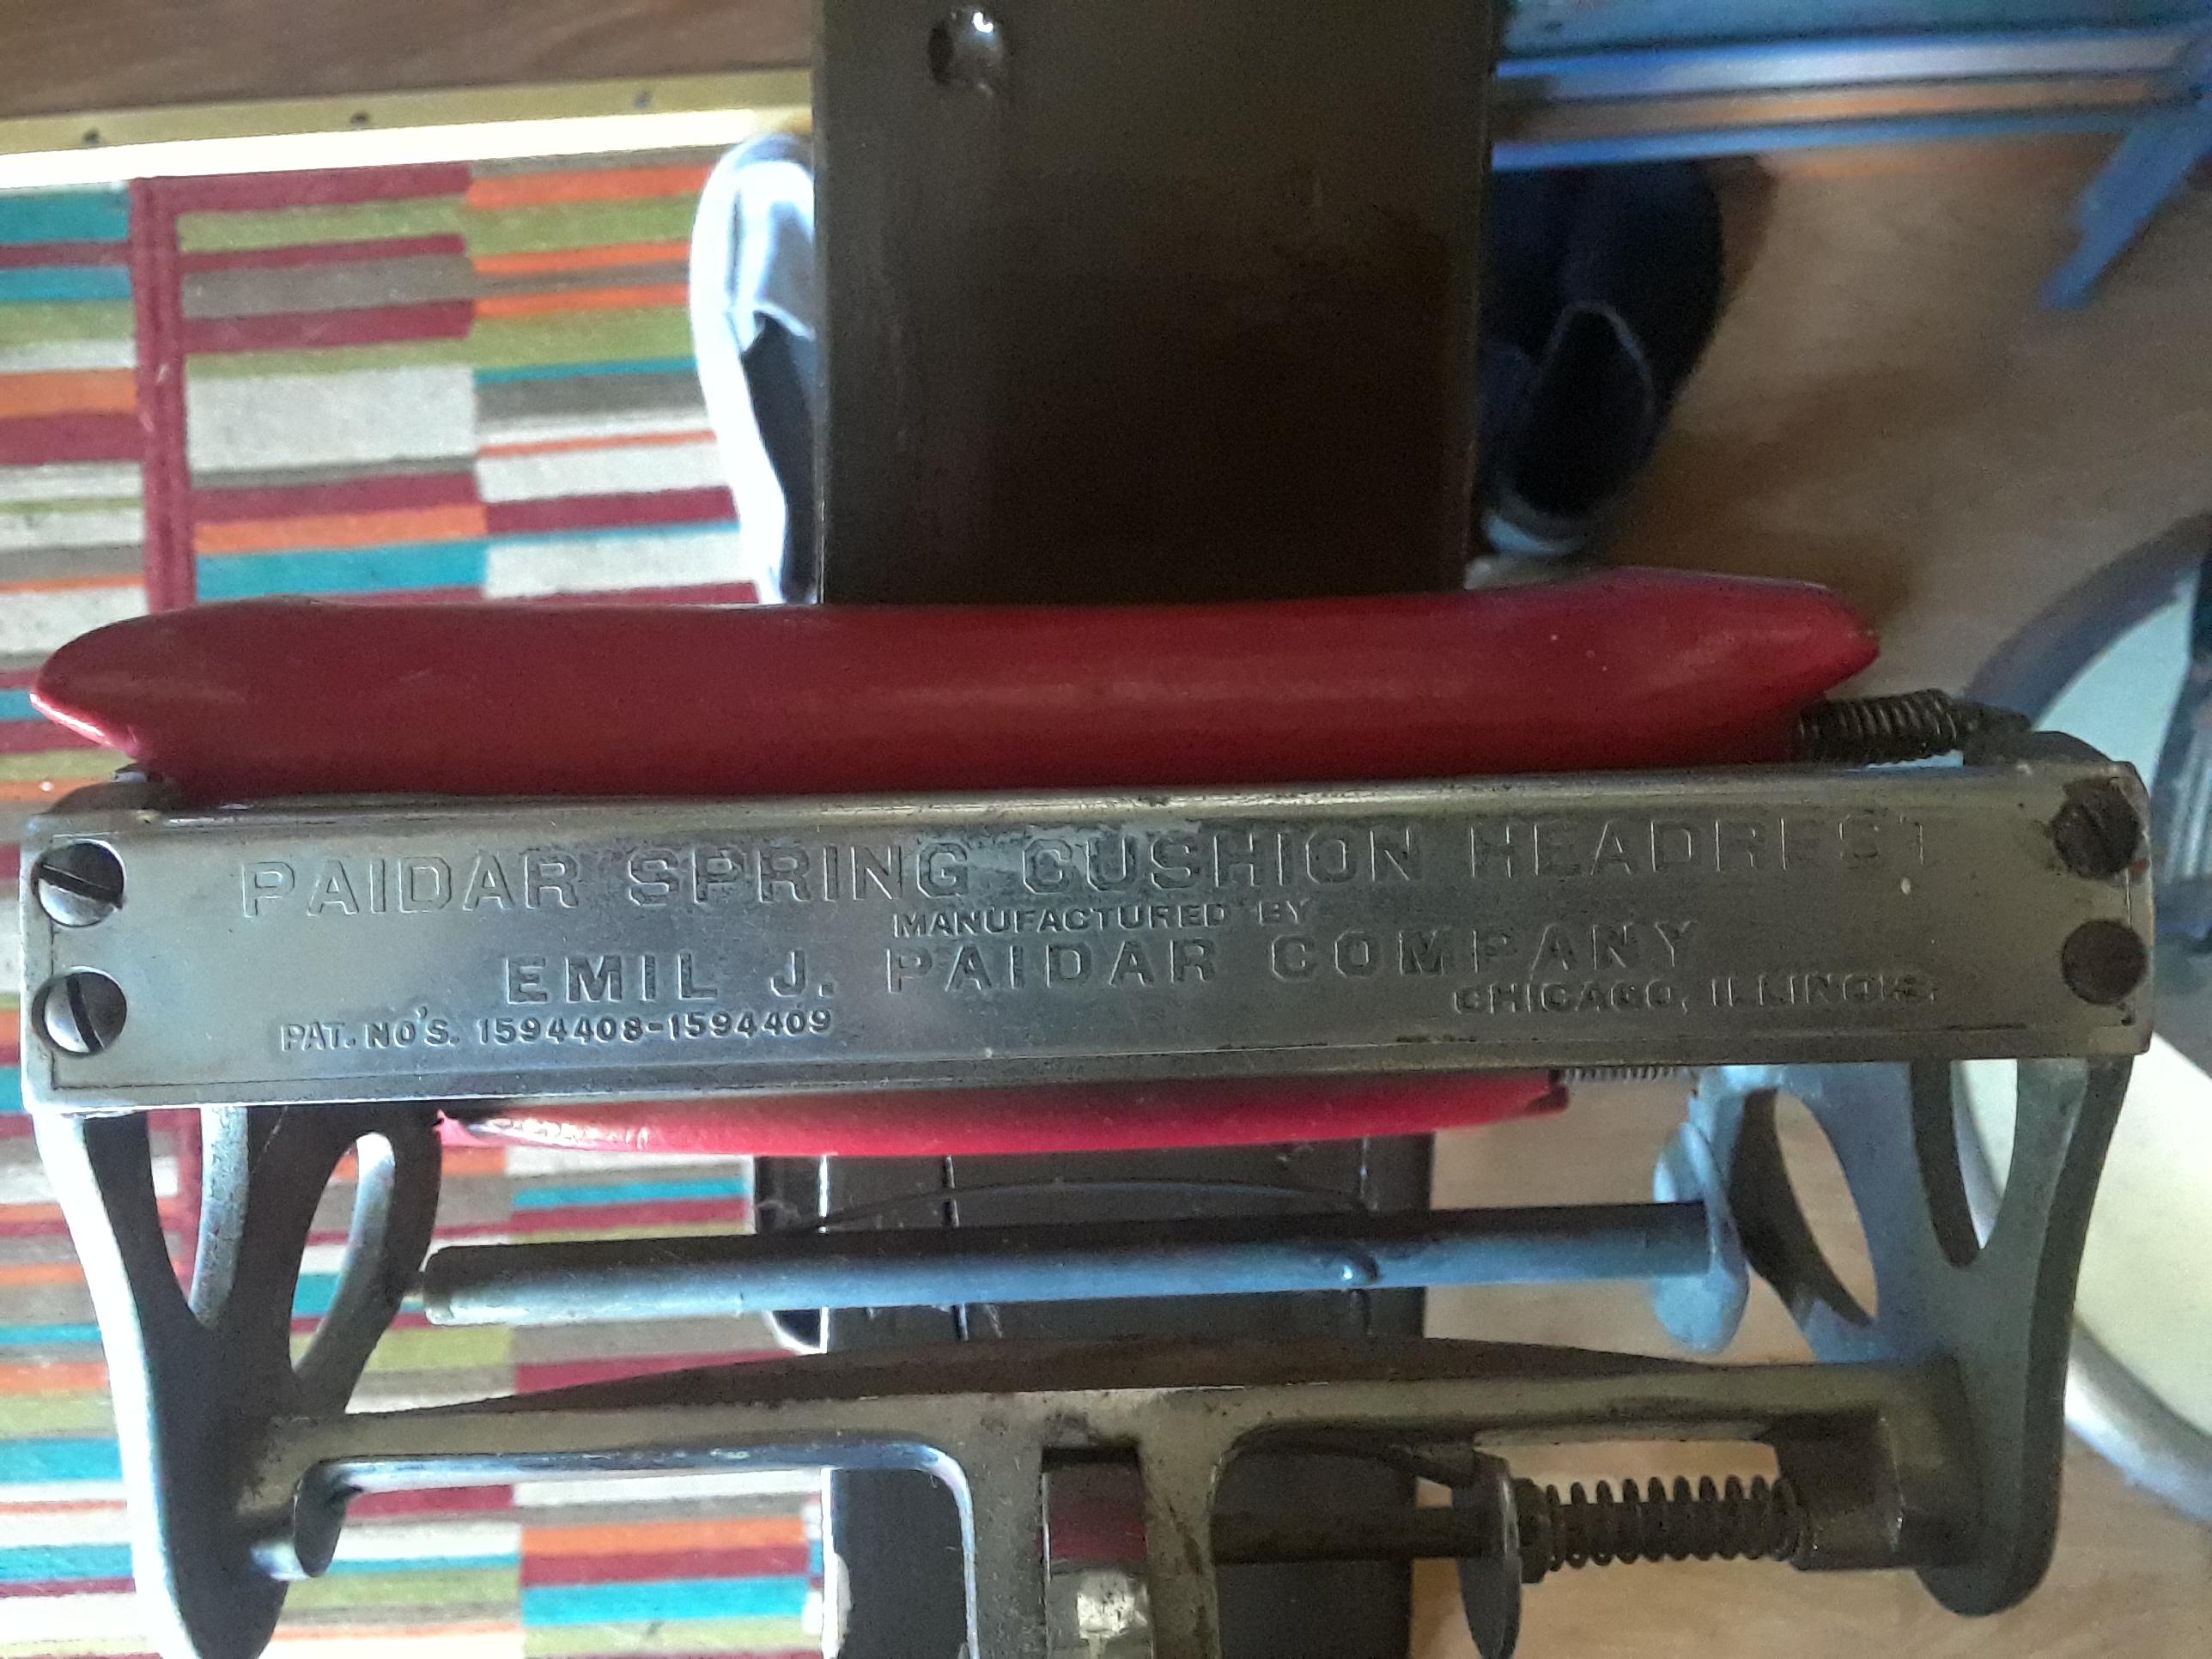 PAIDAR SPRING CUSHION HEADREST
MANUFACTURED BY
EMIL J. PAIDAR COMPANY
CHICAGO, ILLINOIS.
PAT. NO'S. 1594408-1594409